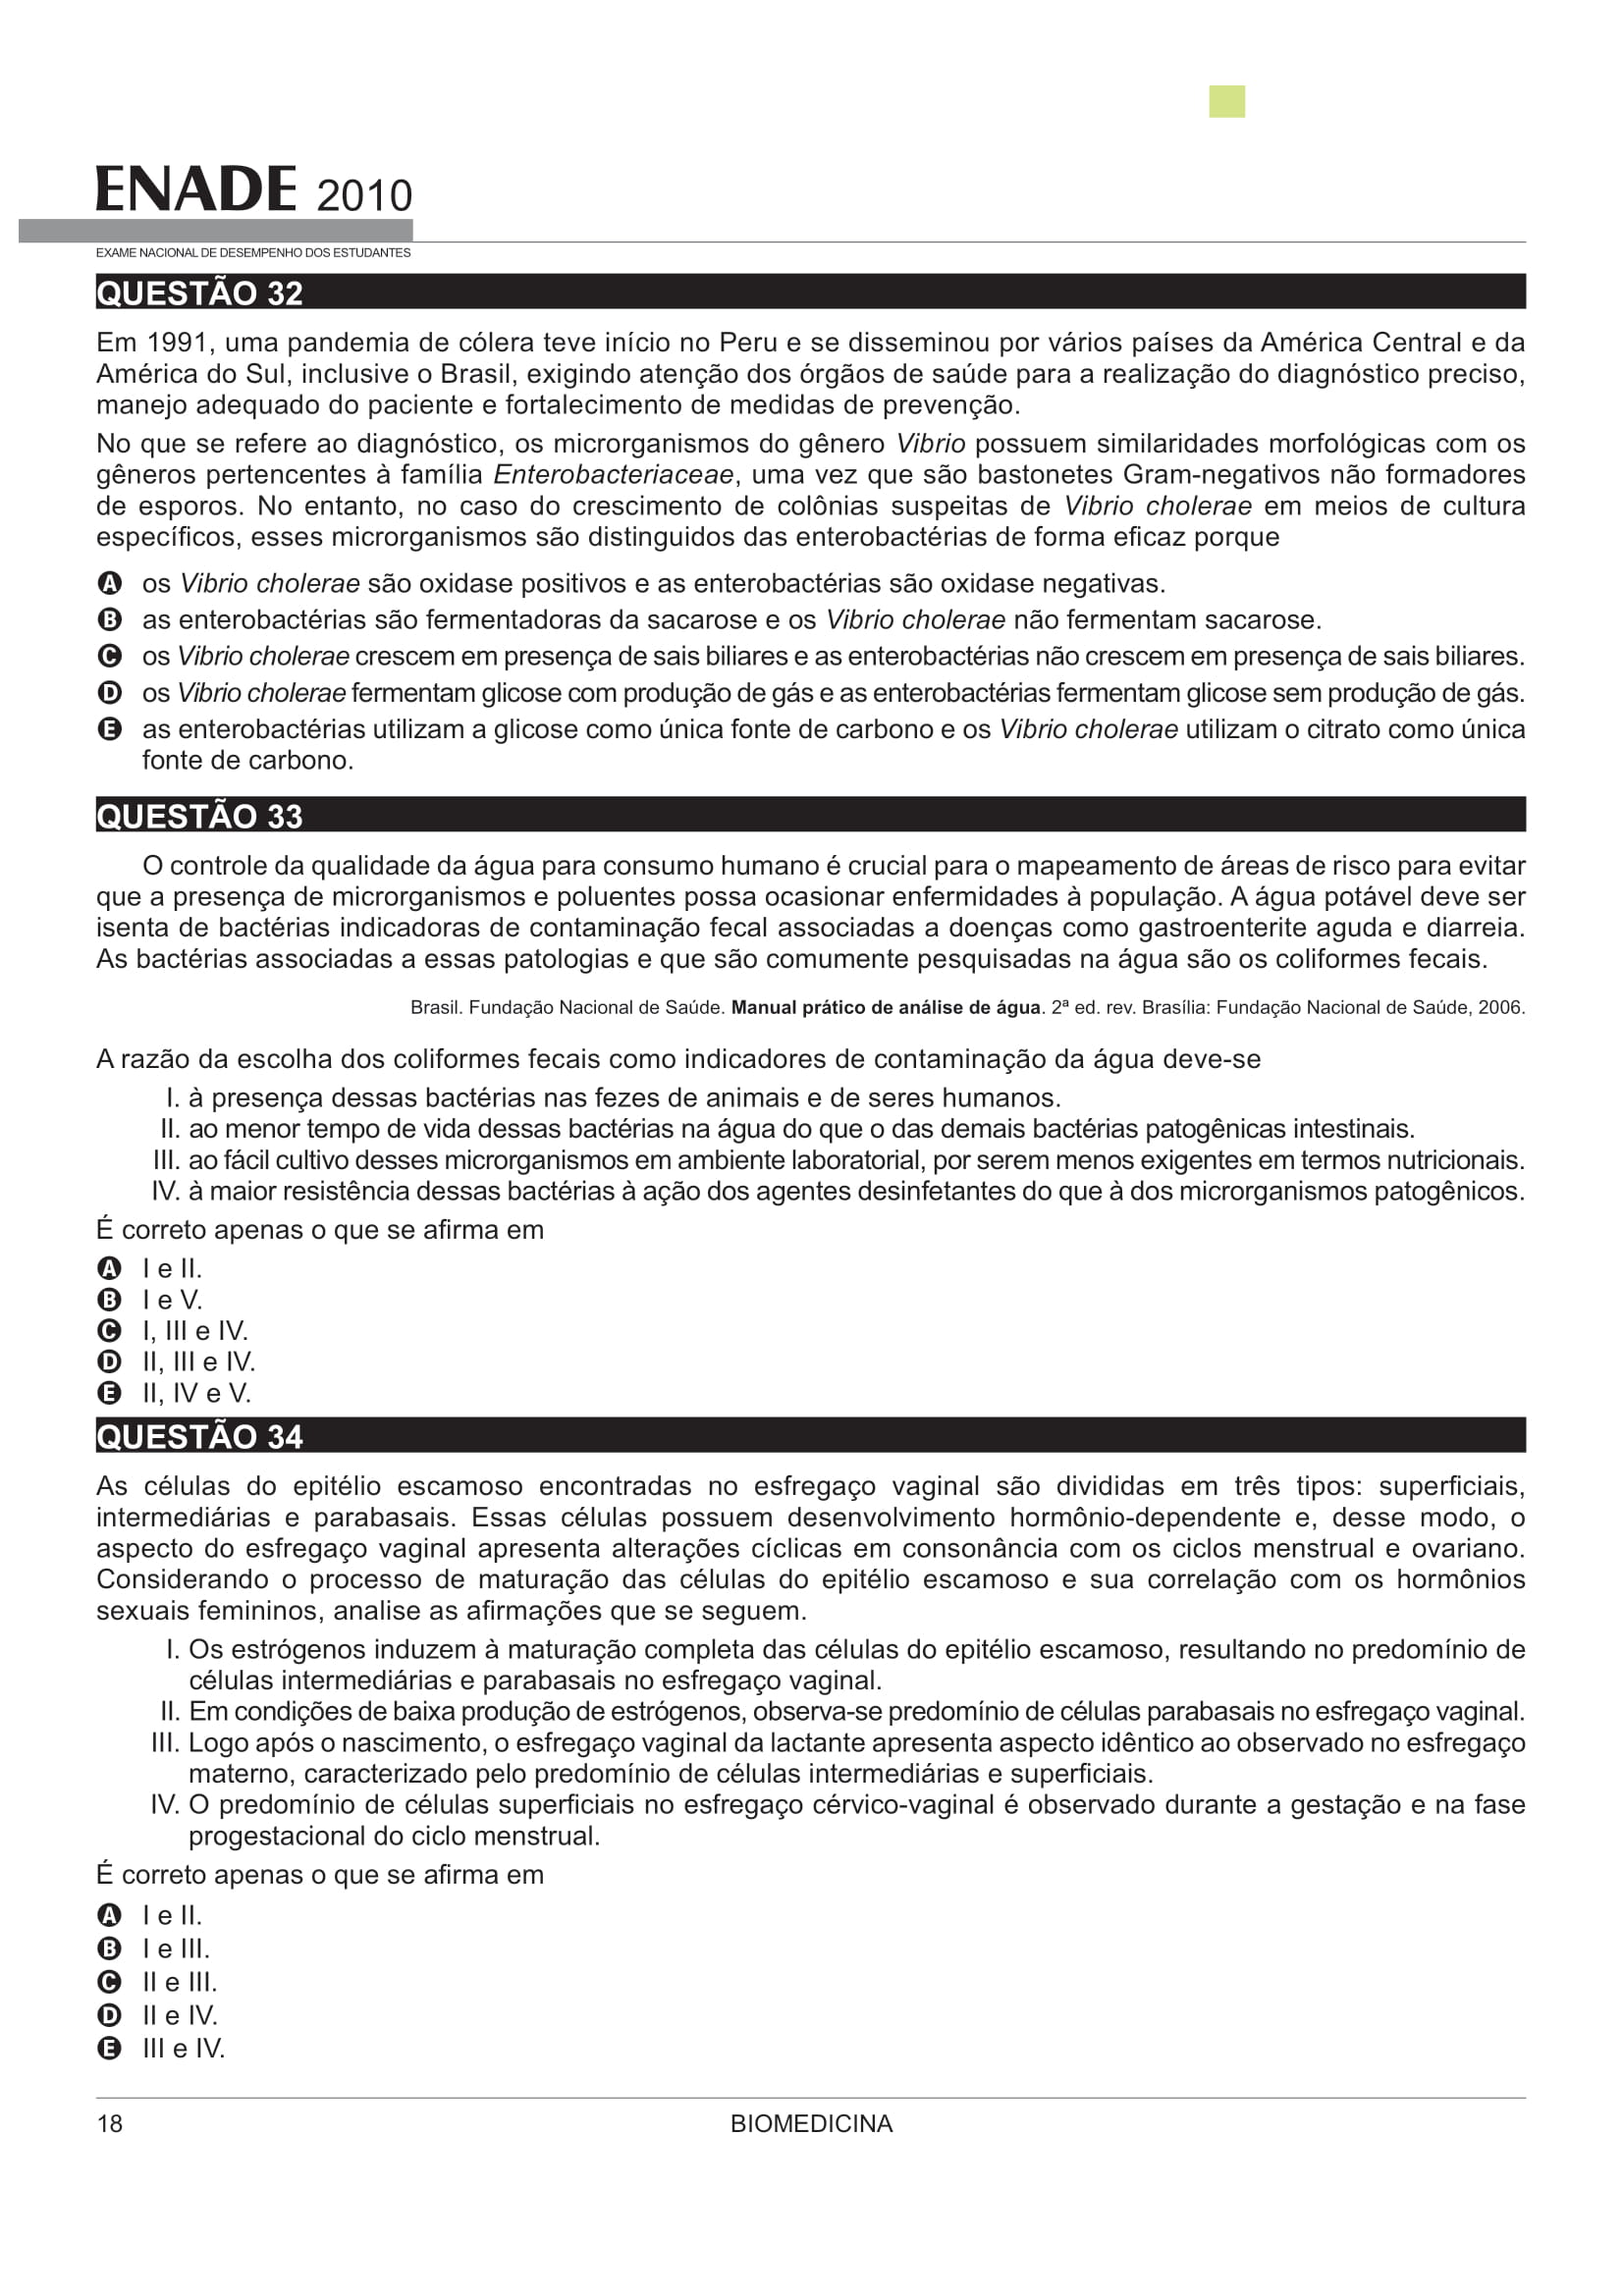 ENADE 2010
EXAME NACIONAL DE DESEMPENHO DOS ESTUDANTES
QUESTÃO 32
Em 1991, uma pandemia de cólera teve início no Peru e se disseminou por vários países da América Central e da
América do Sul, inclusive o Brasil, exigindo atenção dos órgãos de saúde para a realização do diagnóstico preciso,
manejo adequado do paciente e fortalecimento de medidas de prevenção.
No que se refere ao diagnóstico, os microrganismos do gênero Vibrio possuem similaridades morfológicas com os
gêneros pertencentes à família Enterobacteriaceae, uma vez que são bastonetes Gram-negativos não formadores
de esporos. No entanto, no caso do crescimento de colônias suspeitas de Vibrio cholerae em meios de cultura
específicos, esses microrganismos são distinguidos das enterobactérias de forma eficaz porque
A os Vibrio cholerae são oxidase positivos e as enterobactérias são oxidase negativas.
B as enterobactérias são fermentadoras da sacarose e os Vibrio cholerae não fermentam sacarose.
C os Vibrio cholerae crescem em presença de sais biliares e as enterobactérias não crescem em presença de sais biliares.
D os Vibrio cholerae fermentam glicose com produção de gás e as enterobactérias fermentam glicose sem produção de gás.
E as enterobactérias utilizam a glicose como única fonte de carbono e os Vibrio cholerae utilizam o citrato como única
fonte de carbono.
QUESTÃO 33
O controle da qualidade da água para consumo humano é crucial para o mapeamento de áreas de risco para evitar
que a presença de microrganismos e poluentes possa ocasionar enfermidades à população. A água potável deve ser
isenta de bactérias indicadoras de contaminação fecal associadas a doenças como gastroenterite aguda e diarreia.
As bactérias associadas a essas patologias e que são comumente pesquisadas na água são os coliformes fecais.
Brasil. Fundação Nacional de Saúde. Manual prático de análise de água. 2ª ed. rev. Brasília: Fundação Nacional de Saúde, 2006.
A razão da escolha dos coliformes fecais como indicadores de contaminação da água deve-se
I. à presença dessas bactérias nas fezes de animais e de seres humanos.
II. ao menor tempo de vida dessas bactérias na água do que o das demais bactérias patogênicas intestinais.
III. ao fácil cultivo desses microrganismos em ambiente laboratorial, por serem menos exigentes em termos nutricionais.
IV. à maior resistência dessas bactérias à ação dos agentes desinfetantes do que à dos microrganismos patogênicos.
É correto apenas o que se afirma em
A I e II.
B I e V.
C I, III e IV.
D II, III e IV.
E II, IV e V.
QUESTÃO 34
As células do epitélio escamoso encontradas no esfregaço vaginal são divididas em três tipos: superficiais,
intermediárias e parabasais. Essas células possuem desenvolvimento hormônio-dependente e, desse modo, o
aspecto do esfregaço vaginal apresenta alterações cíclicas em consonância com os ciclos menstrual e ovariano.
Considerando o processo de maturação das células do epitélio escamoso e sua correlação com os hormônios
sexuais femininos, analise as afirmações que se seguem.
I. Os estrógenos induzem à maturação completa das células do epitélio escamoso, resultando no predomínio de
células intermediárias e parabasais no esfregaço vaginal.
II. Em condições de baixa produção de estrógenos, observa-se predomínio de células parabasais no esfregaço vaginal.
III. Logo após o nascimento, o esfregaço vaginal da lactante apresenta aspecto idêntico ao observado no esfregaço
materno, caracterizado pelo predomínio de células intermediárias e superficiais.
IV. O predomínio de células superficiais no esfregaço cérvico-vaginal é observado durante a gestação e na fase
progestacional do ciclo menstrual.
É correto apenas o que se afirma em
A I e II.
B I e III.
C II e III.
D II e IV.
E III e IV.
18 BIOMEDICINA